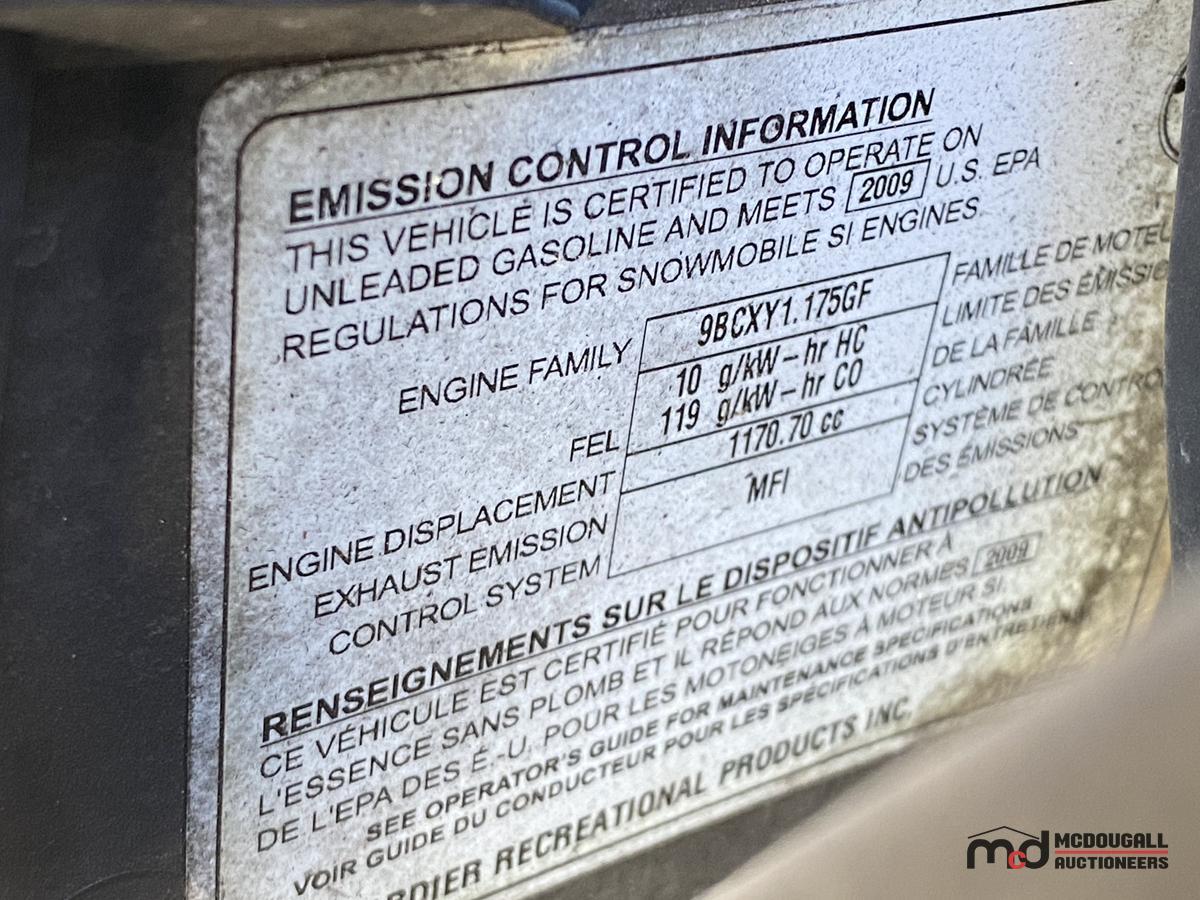 EMISSION CONTROL INFORMATION
THIS VEHICLE IS CERTIFIED TO OPERATE ON
UNLEADED GASOLINE AND MEETS 2009 U.S. EPA
REGULATIONS FOR SNOWMOBILE SI ENGINES.
ENGINE FAMILY 9BCXY1.175GF FAMILLE DE MOTEU
FEL 10 g/kW-hr HC LIMITE DES ÉMISSIO
119 g/kW-hr CO DE LA FAMILLE
ENGINE DISPLACEMENT 1170.70 cc CYLINDRÉE
EXHAUST EMISSION MFI SYSTÈME DE CONTRO
CONTROL SYSTEM DES ÉMISSIONS
RENSEIGNEMENTS SUR LE DISPOSITIF ANTIPOLLUTION
CE VÉHICULE EST CERTIFIÉ POUR FONCTIONNER À
L'ESSENCE SANS PLOMB ET IL RÉPOND AUX NORMES 2009
DE L'EPA DES É.-U. POUR LES MOTONEIGES À MOTEUR SI.
SEE OPERATOR'S GUIDE FOR MAINTENANCE SPECIFICATIONS
VOIR GUIDE DU CONDUCTEUR POUR LES SPÉCIFICATIONS D'ENTRETIEN
RDIER RECREATIONAL PRODUCTS INC.
mcd MCDOUGALL
AUCTIONEERS